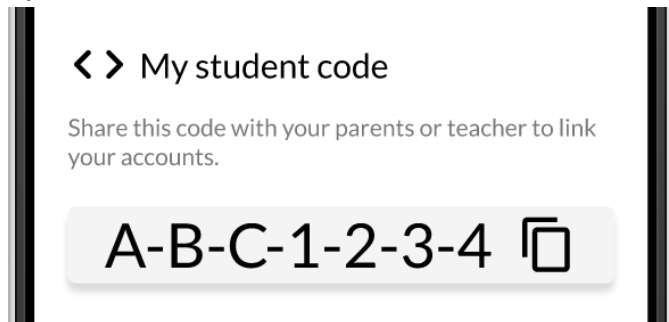 My student code
Share this code with your parents or teacher to link
your accounts.
A-B-C-1-2-3-4